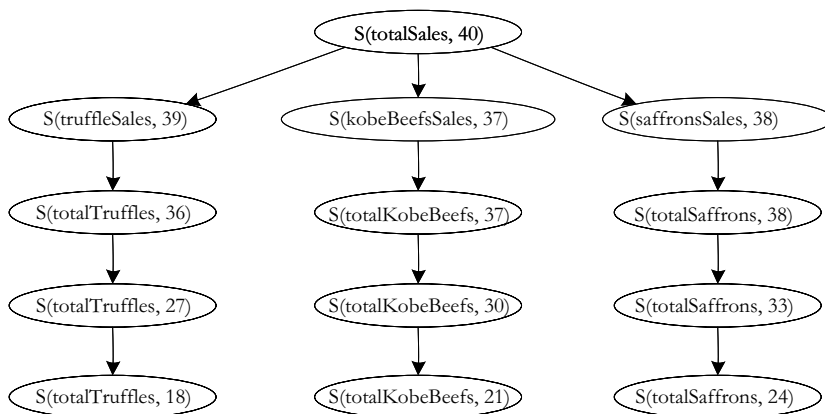 S(totalSales, 40)
S(truffleSales, 39)
S(kobeBeefsSales, 37)
S(saffronsSales, 38)
S(totalTruffles, 36)
S(totalKobeBeefs, 37)
S(totalSaffrons, 38)
S(totalTruffles, 27)
S(totalKobeBeefs, 30)
S(totalSaffrons, 33)
S(totalTruffles, 18)
S(totalKobeBeefs, 21)
S(totalSaffrons, 24)